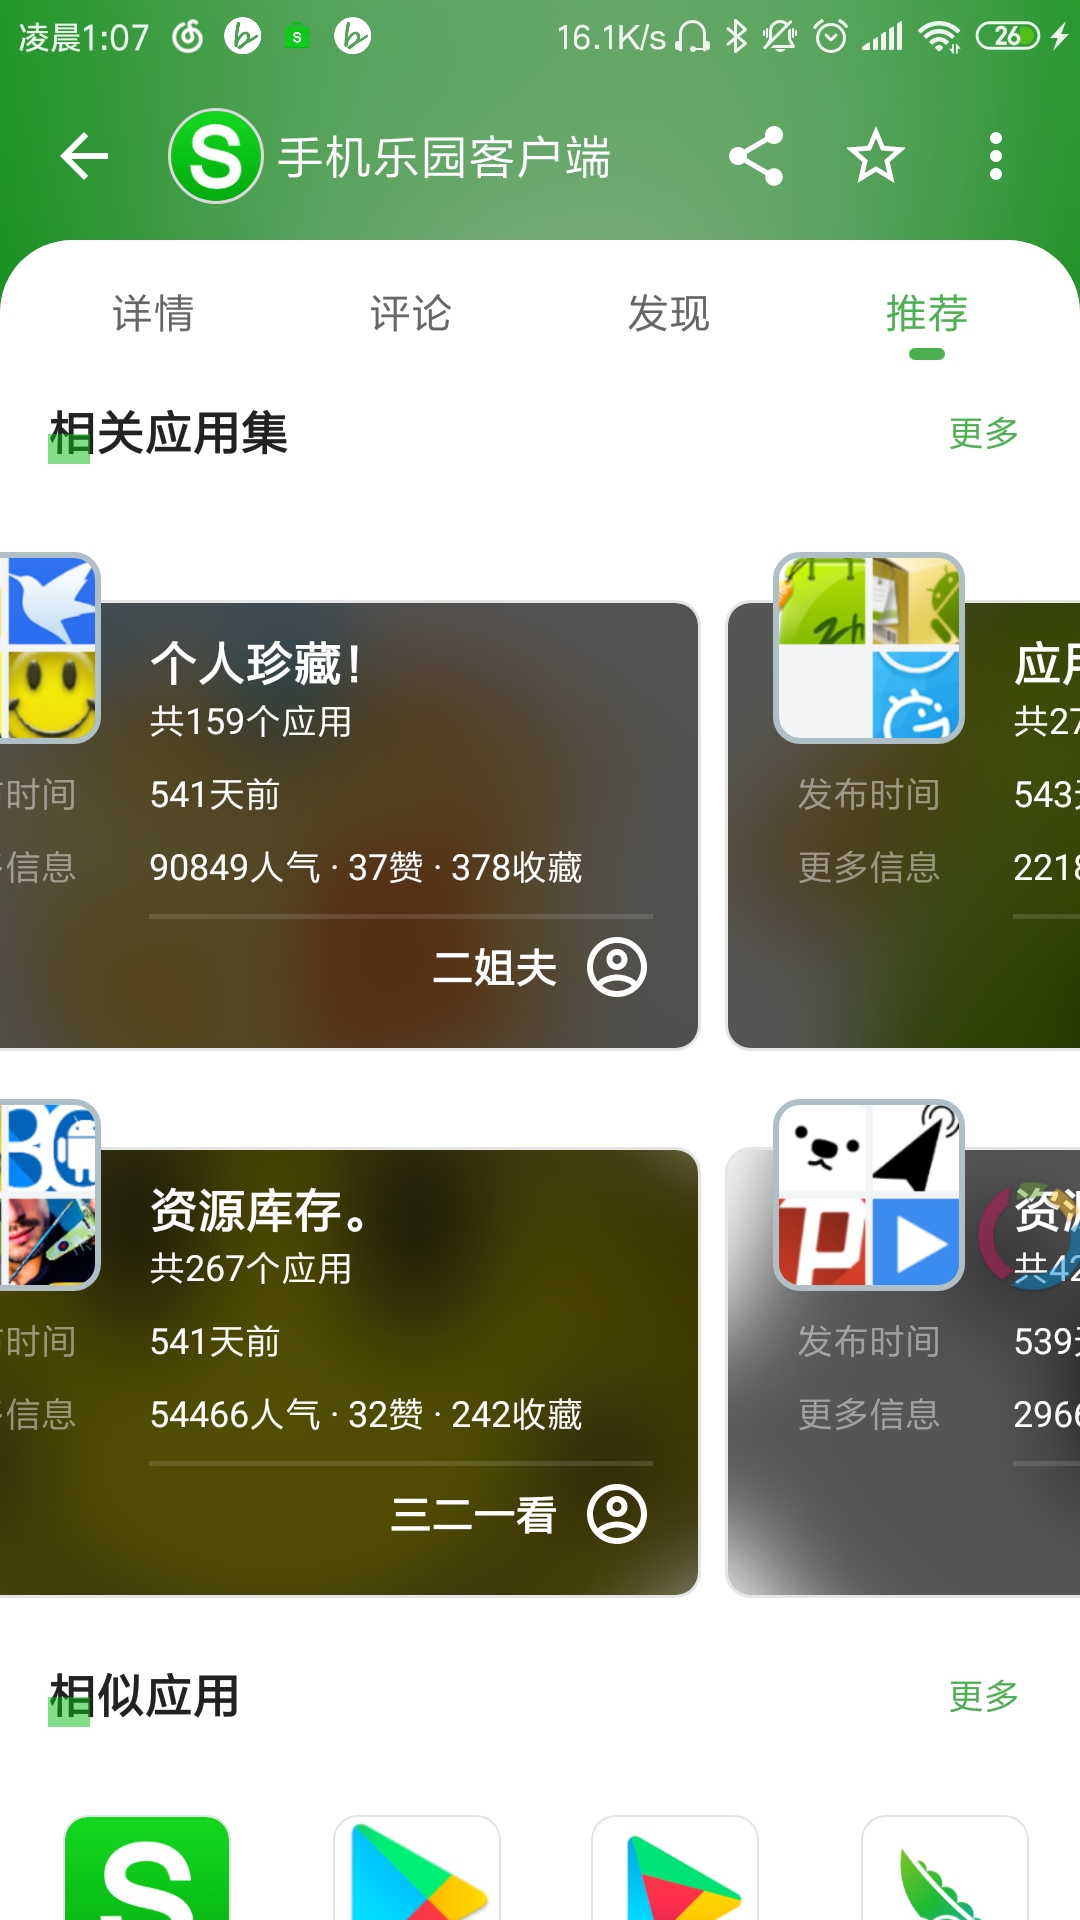 凌晨1:07
16.1K/s
26
S 手机乐园客户端
详情 评论 发现 推荐
相关应用集 更多
个人珍藏！
共159个应用
时间 541天前
信息 90849人气 · 37赞 · 378收藏
二姐夫
共27
发布时间 543
更多信息 2218
资源库存。
共267个应用
时间 541天前
信息 54466人气 · 32赞 · 242收藏
三二一看
共42
发布时间 539
更多信息 2966
相似应用 更多
S